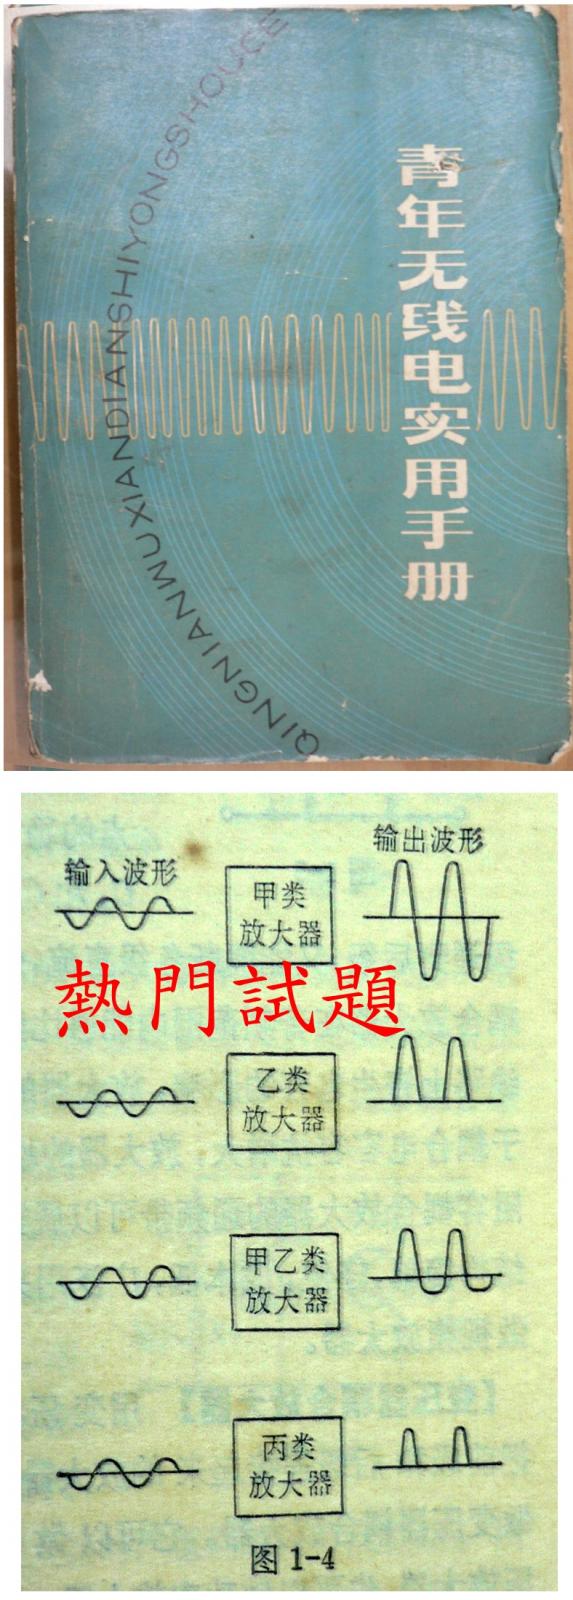 QINGNIANWUXIANDIANSHIYONGSHOUCE
青年无线电实用手册
输入波形
输出波形
甲类
放大器
熱門試題
乙类
放大器
甲乙类
放大器
丙类
放大器
图1-4